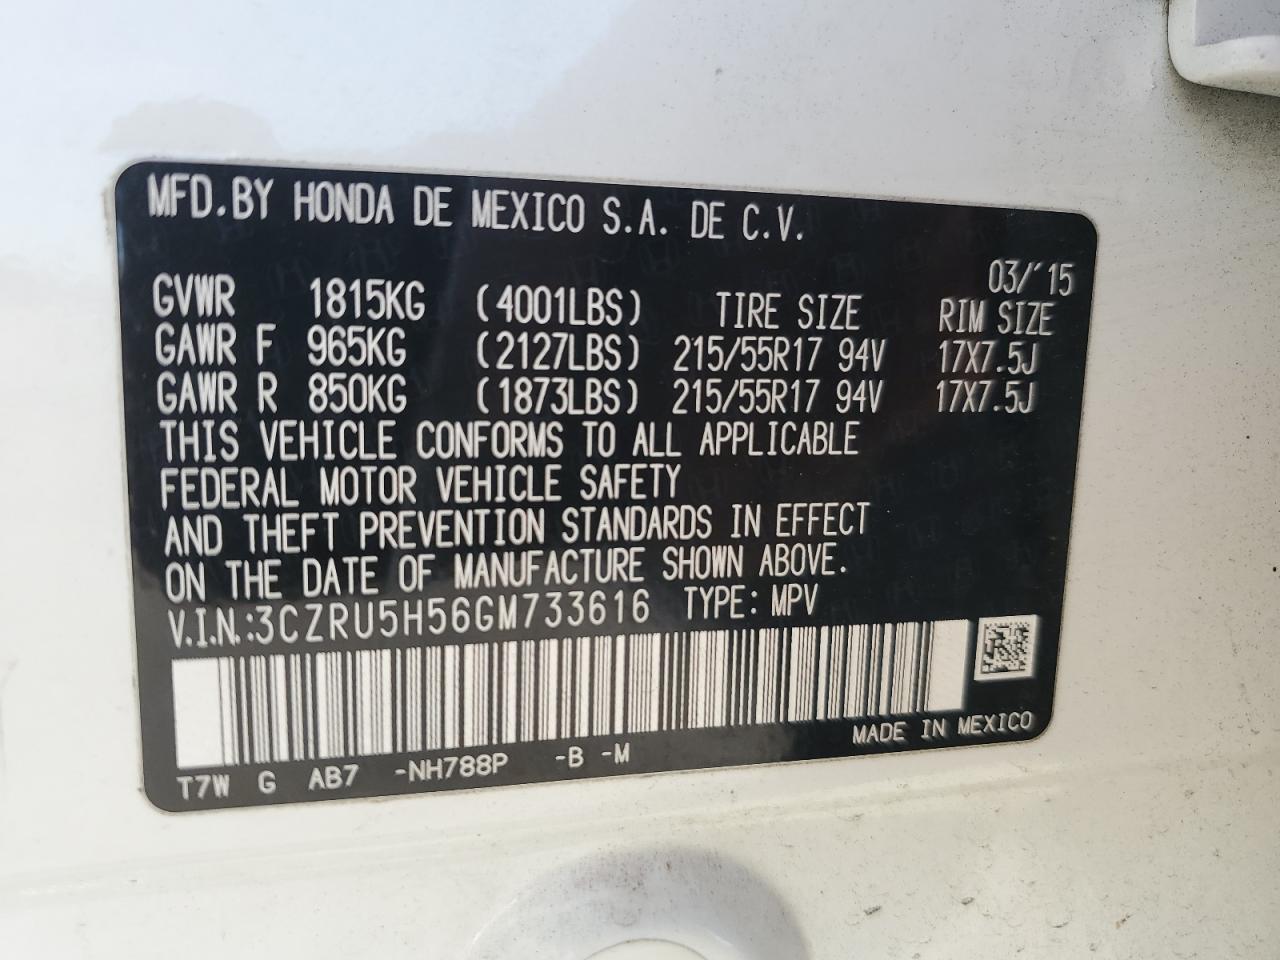 MFD.BY HONDA DE MEXICO S.A. DE C.V.
03/'15
GVWR 1815KG (4001LBS) TIRE SIZE RIM SIZE
GAWR F 965KG (2127LBS) 215/55R17 94V 17X7.5J
GAWR R 850KG (1873LBS) 215/55R17 94V 17X7.5J
THIS VEHICLE CONFORMS TO ALL APPLICABLE
FEDERAL MOTOR VEHICLE SAFETY
AND THEFT PREVENTION STANDARDS IN EFFECT
ON THE DATE OF MANUFACTURE SHOWN ABOVE.
V.I.N.:3CZRU5H56GM733616 TYPE: MPV
MADE IN MEXICO
T7W G AB7 -NH788P -B -M